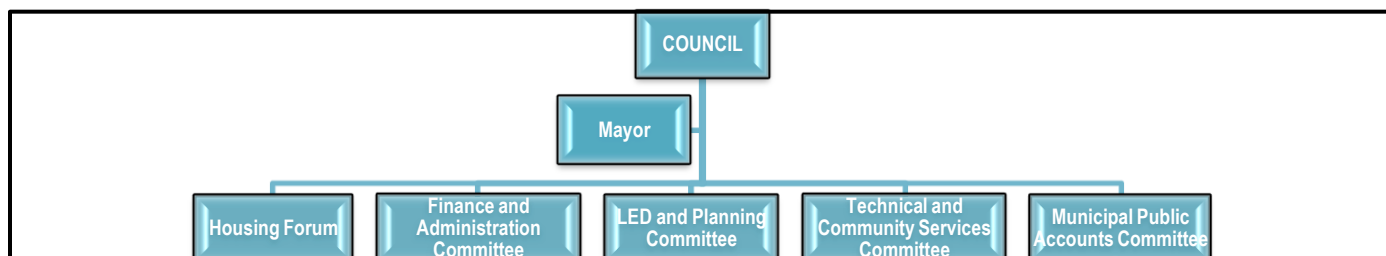 COUNCIL
Mayor
Housing Forum
Finance and
Administration
Committee
LED and Planning
Committee
Technical and
Community Services
Committee
Municipal Public
Accounts Committee